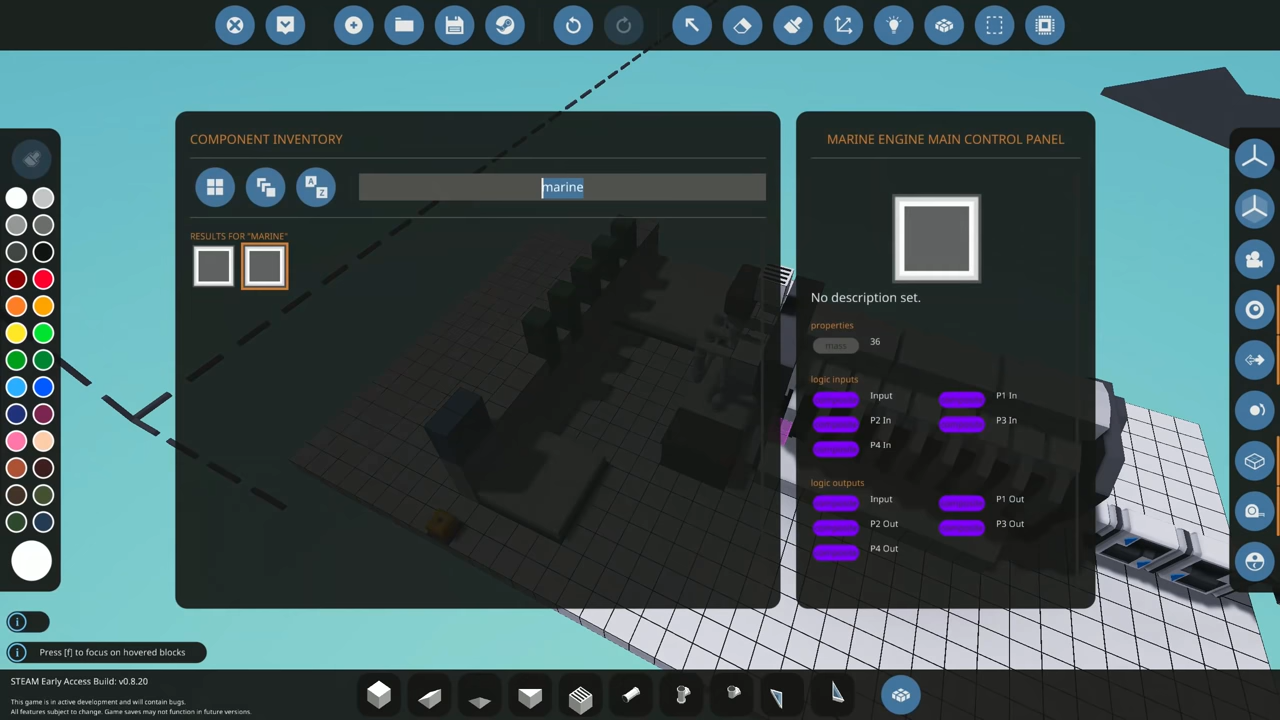 COMPONENT INVENTORY
A
Z
marine
RESULTS FOR "MARINE"
MARINE ENGINE MAIN CONTROL PANEL
No description set.
properties
mass 36
logic inputs
Input P1 In
P2 In P3 In
P4 In
logic outputs
Input P1 Out
P2 Out P3 Out
P4 Out
Press [f] to focus on hovered blocks
STEAM Early Access Build: v0.8.20
This game is in active development and will contain bugs.
All features subject to change. Game saves may not function in future versions.